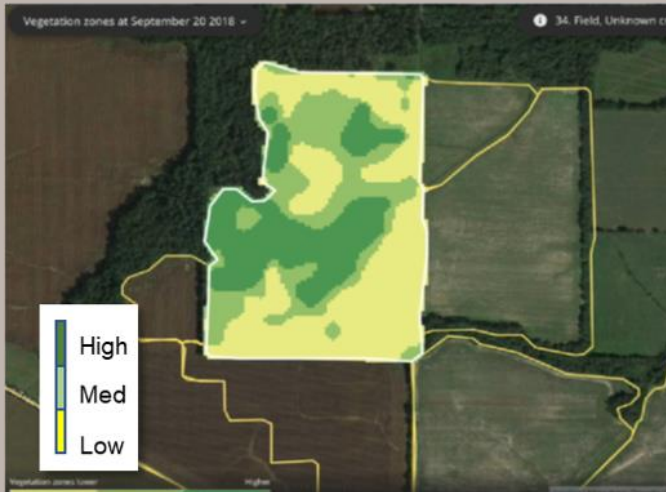 Vegetation zones at September 20 2018
34. Field, Unknown c
High
Med
Low
Vegetation zones lower
Higher